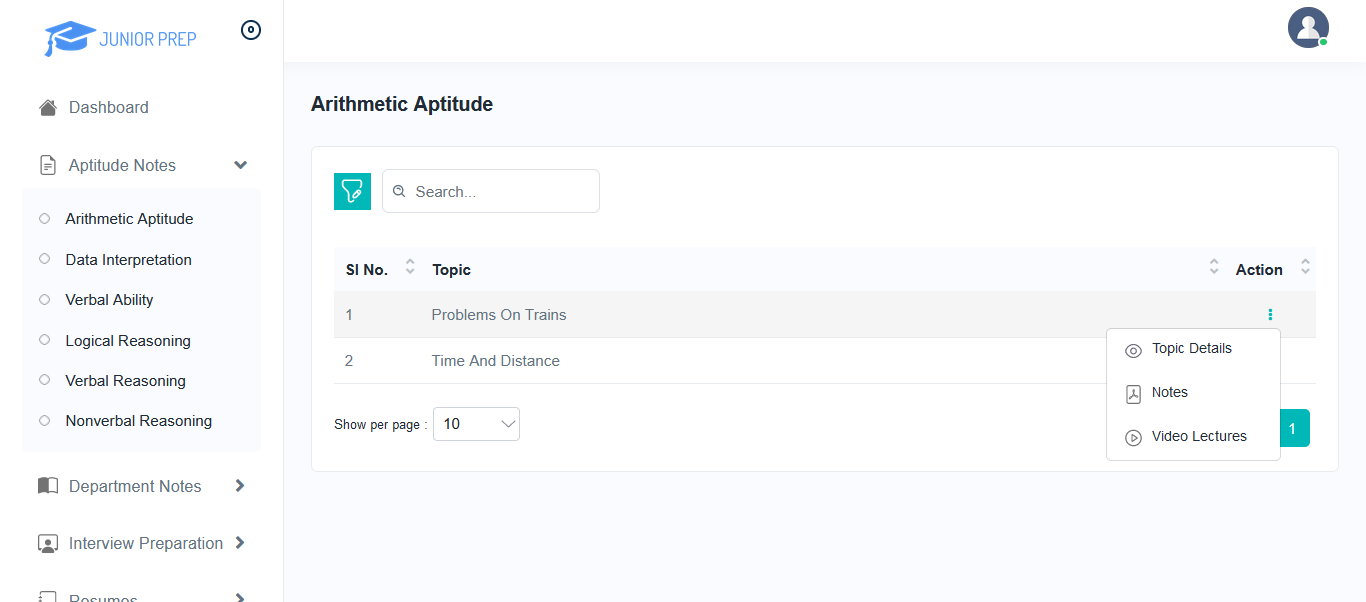 JUNIOR PREP
Dashboard
Aptitude Notes
Arithmetic Aptitude
Data Interpretation
Verbal Ability
Logical Reasoning
Verbal Reasoning
Nonverbal Reasoning
Department Notes
Interview Preparation
Resumes
Arithmetic Aptitude
Search...
Sl No. Topic Action
1 Problems On Trains
2 Time And Distance
Topic Details
Notes
Video Lectures
Show per page : 10
1